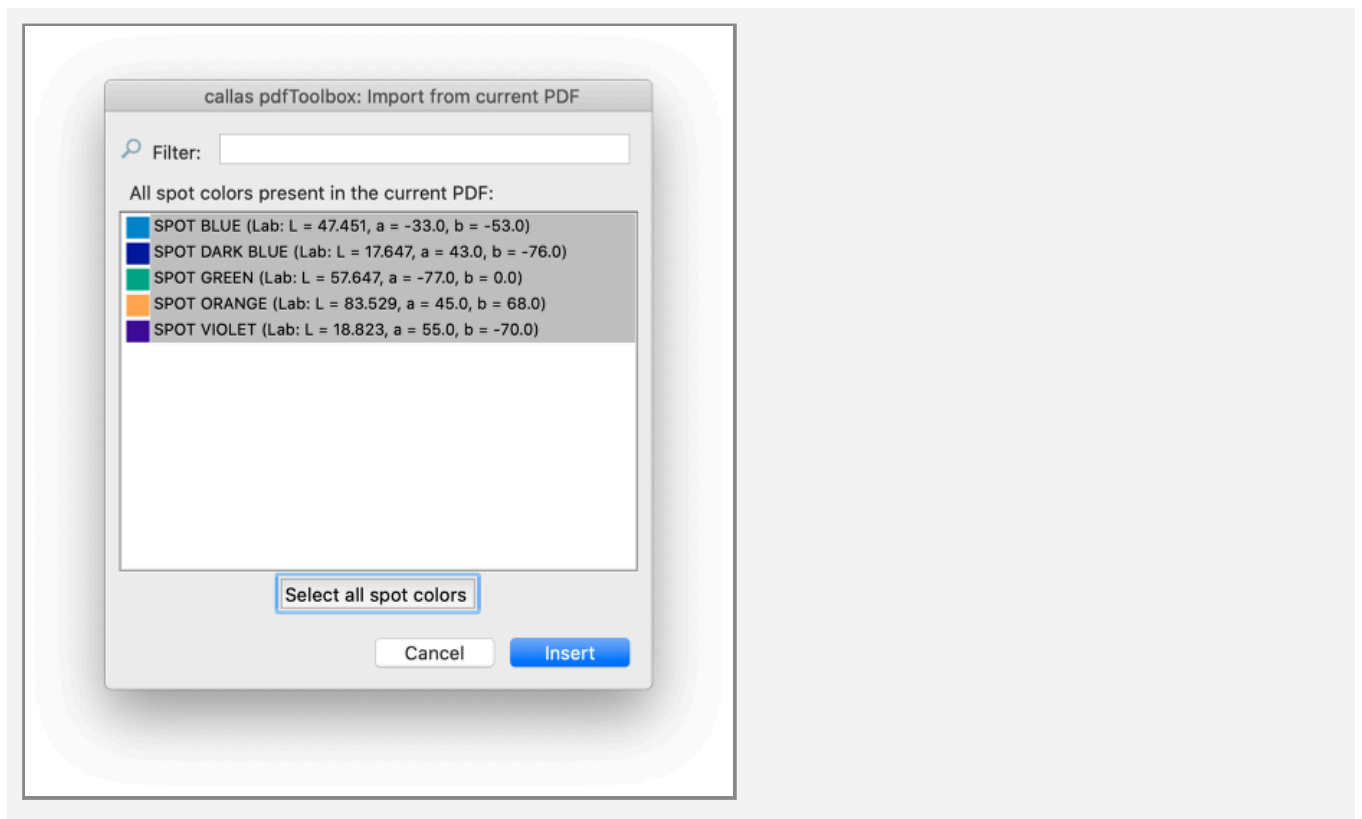 callas pdfToolbox: Import from current PDF
Filter:
All spot colors present in the current PDF:
SPOT BLUE (Lab: L = 47.451, a = -33.0, b = -53.0)
SPOT DARK BLUE (Lab: L = 17.647, a = 43.0, b = -76.0)
SPOT GREEN (Lab: L = 57.647, a = -77.0, b = 0.0)
SPOT ORANGE (Lab: L = 83.529, a = 45.0, b = 68.0)
SPOT VIOLET (Lab: L = 18.823, a = 55.0, b = -70.0)
Select all spot colors
Cancel Insert